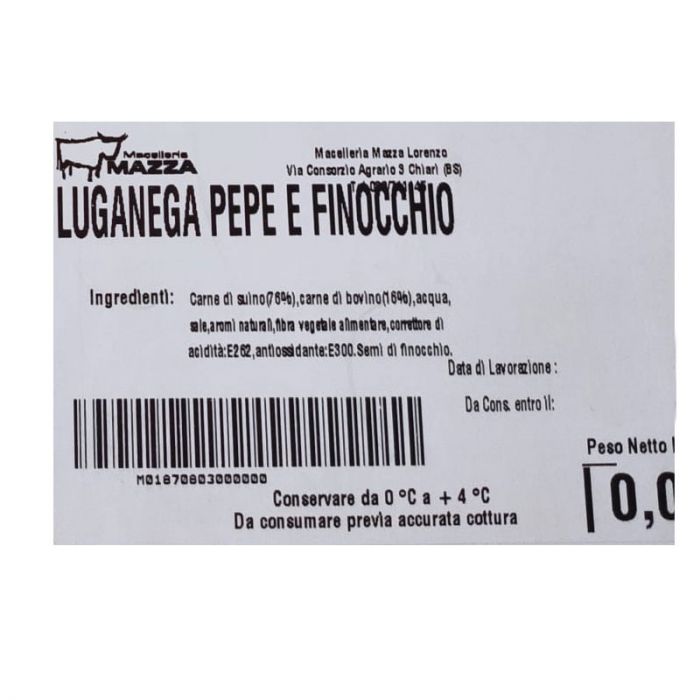 Macelleria
MAZZA
Macelleria Mazza Lorenzo
Via Consorzio Agrario 3 Chiari (BS)
LUGANEGA PEPE E FINOCCHIO
Ingredienti: Carne di suino(76%),carne di bovino(16%),acqua,
sale,aromi naturali,fibra vegetale alimentare,correttore di
acidità:E262,antiossidante:E300.Semi di finocchio.
Data di Lavorazione :
Da Cons. entro il:
M01870803000000
Peso Netto
Conservare da 0 °C a + 4 °C
0,0
Da consumare previa accurata cottura